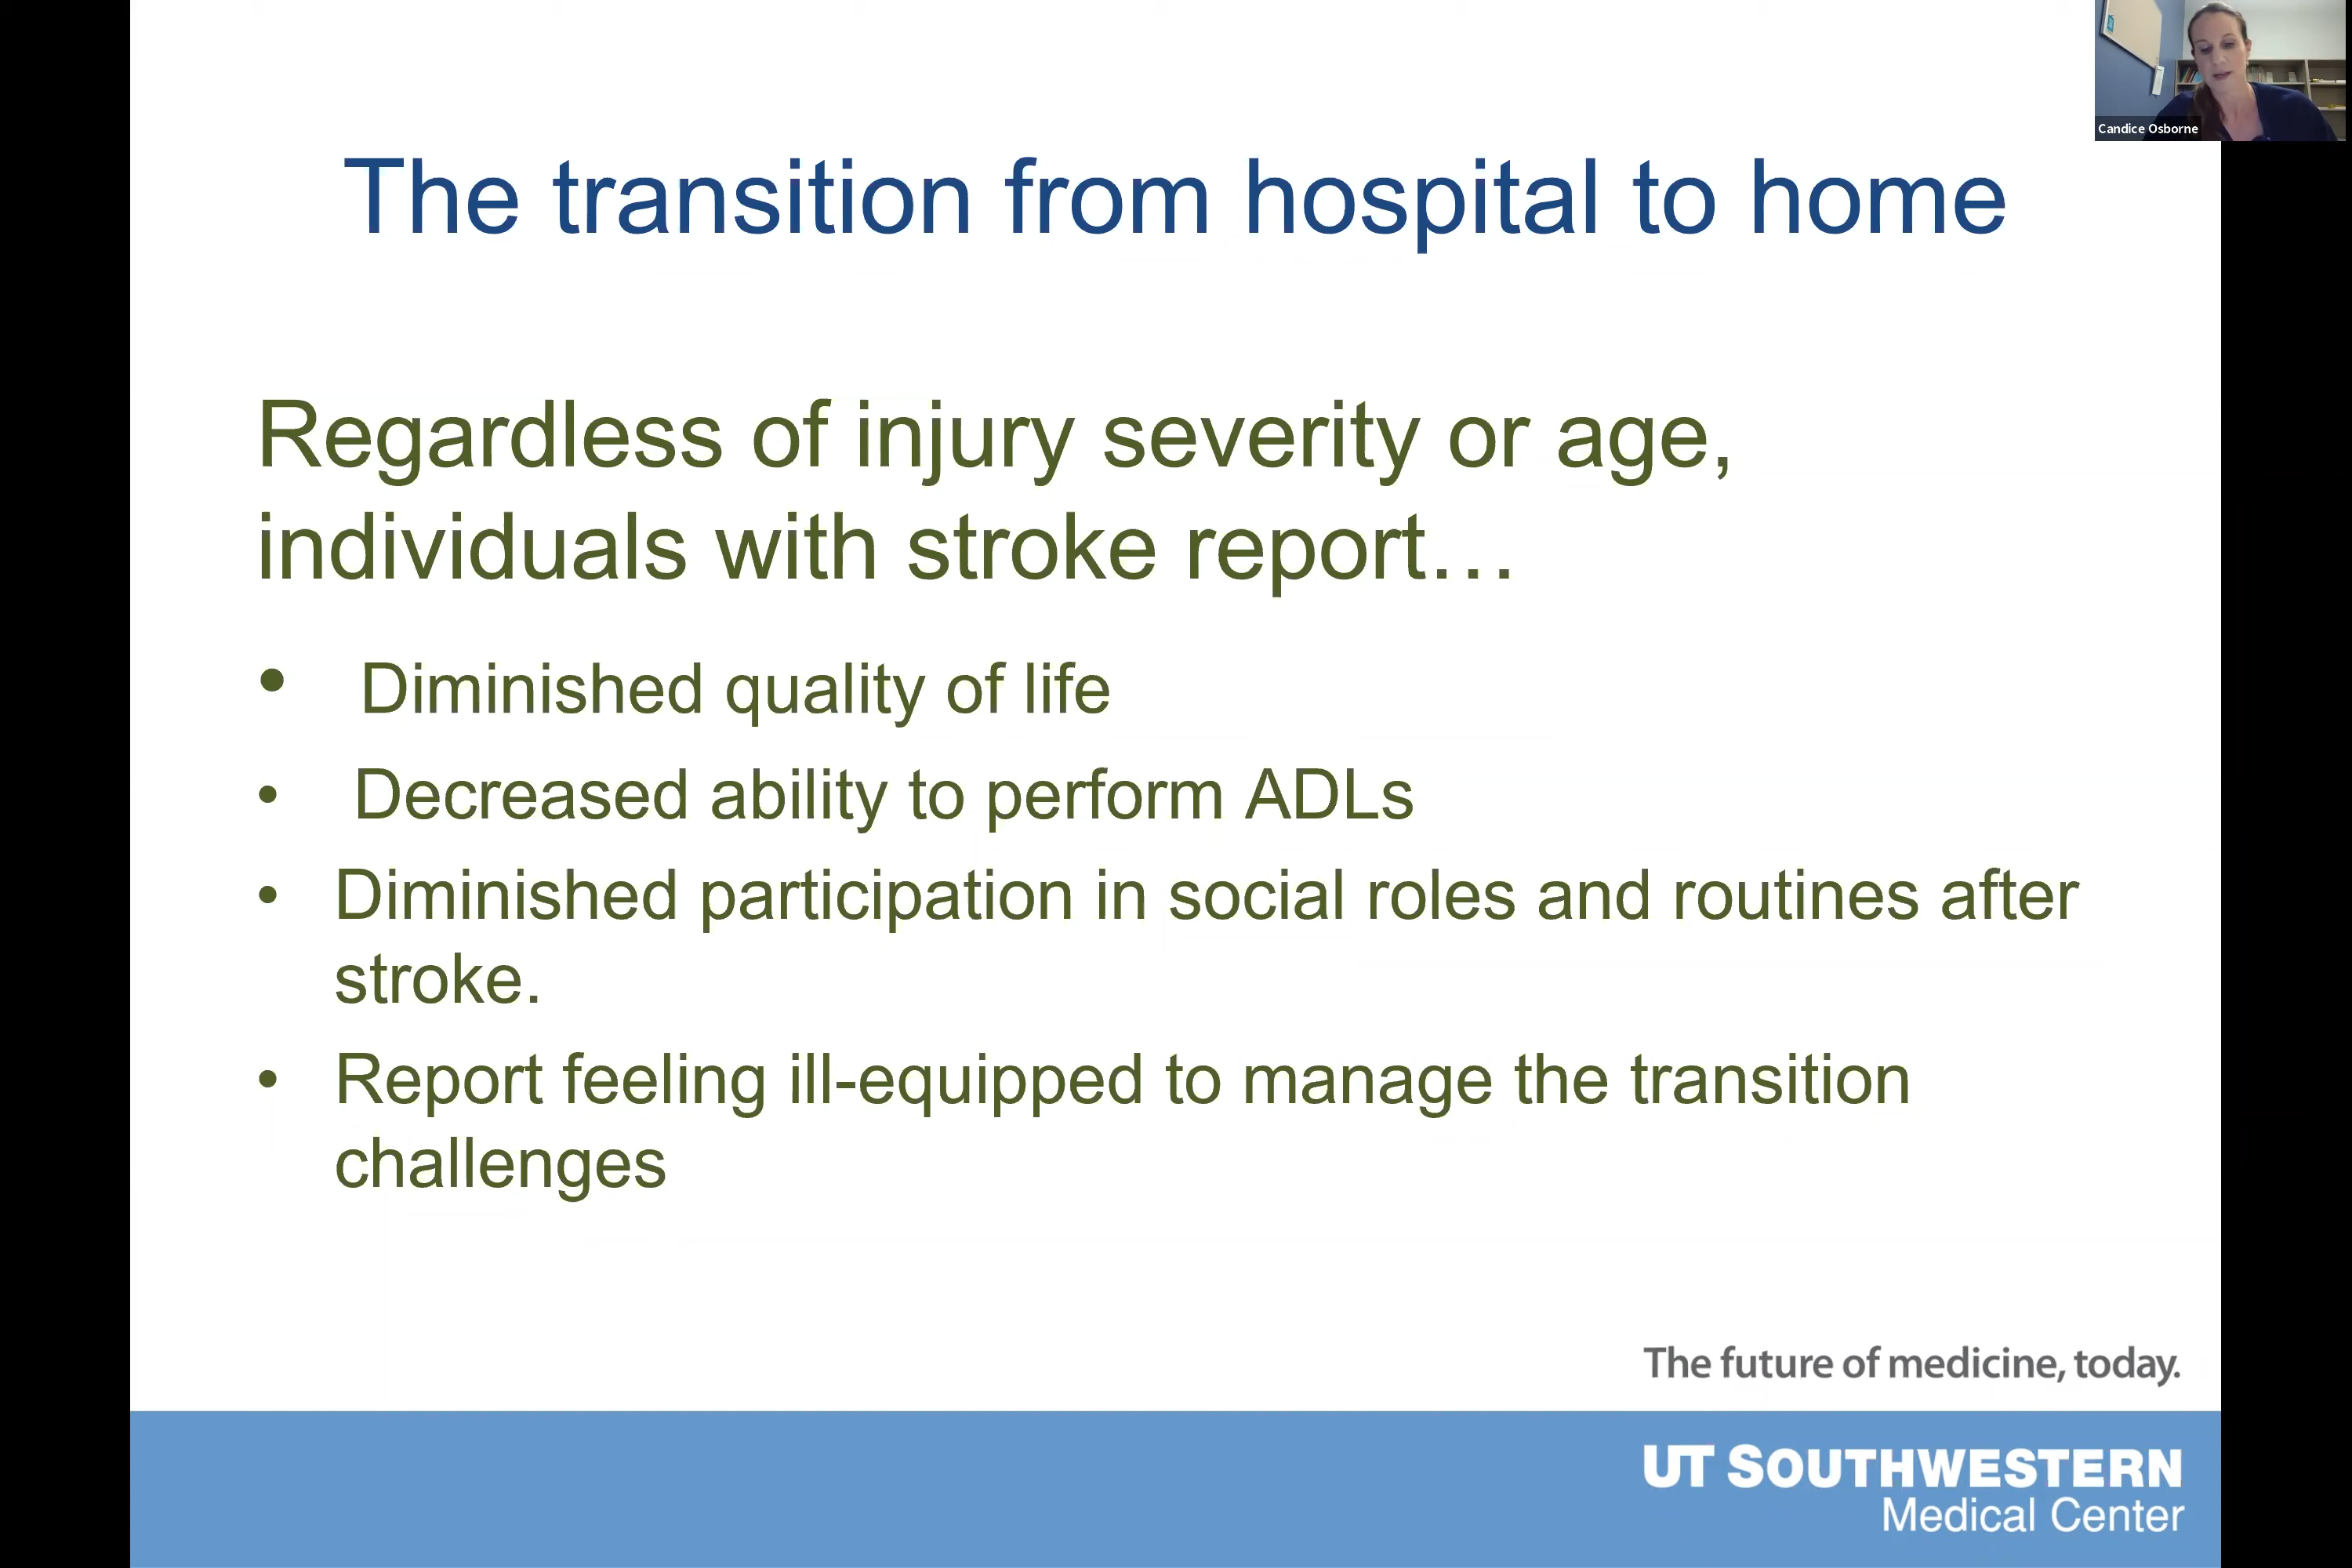 Candice Osborne
The transition from hospital to home
Regardless of injury severity or age,
individuals with stroke report…
• Diminished quality of life
• Decreased ability to perform ADLs
• Diminished participation in social roles and routines after
stroke.
• Report feeling ill-equipped to manage the transition
challenges
The future of medicine, today.
UT SOUTHWESTERN
Medical Center